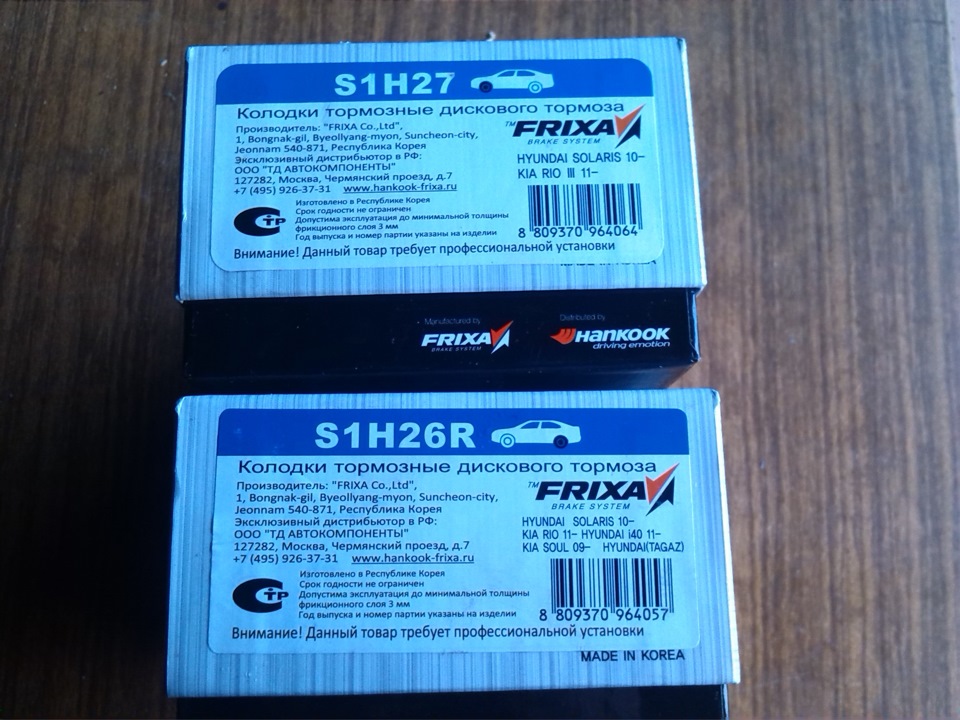 S1H27
Колодки тормозные дискового тормоза
Производитель: "FRIXA Co.,Ltd",
1, Bongnak-gil, Byeollyang-myon, Suncheon-city,
Jeonnam 540-871, Республика Корея
Эксклюзивный дистрибьютор в РФ:
ООО "ТД АВТОКОМПОНЕНТЫ"
127282, Москва, Чермянский проезд, д.7
+7 (495) 926-37-31 www.hankook-frixa.ru
™FRIXA
BRAKE SYSTEM
HYUNDAI SOLARIS 10-
KIA RIO III 11-
8 809370 964064
СТР
Изготовлено в Республике Корея
Срок годности не ограничен
Допустима эксплуатация до минимальной толщины
фрикционного слоя 3 мм
Год выпуска и номер партии указаны на изделии
Внимание! Данный товар требует профессиональной установки
MADE IN KOREA
Manufactured by
FRIXA
BRAKE SYSTEM
Distributed by
Hankook
driving emotion
S1H26R
Колодки тормозные дискового тормоза
Производитель: "FRIXA Co.,Ltd",
1, Bongnak-gil, Byeollyang-myon, Suncheon-city,
Jeonnam 540-871, Республика Корея
Эксклюзивный дистрибьютор в РФ:
ООО "ТД АВТОКОМПОНЕНТЫ"
127282, Москва, Чермянский проезд, д.7
+7 (495) 926-37-31 www.hankook-frixa.ru
™FRIXA
BRAKE SYSTEM
HYUNDAI SOLARIS 10-
KIA RIO 11- HYUNDAI i40 11-
KIA SOUL 09- HYUNDAI(TAGAZ)
8 809370 964057
СТР
Изготовлено в Республике Корея
Срок годности не ограничен
Допустима эксплуатация до минимальной толщины
фрикционного слоя 3 мм
Год выпуска и номер партии указаны на изделии
Внимание! Данный товар требует профессиональной установки
MADE IN KOREA